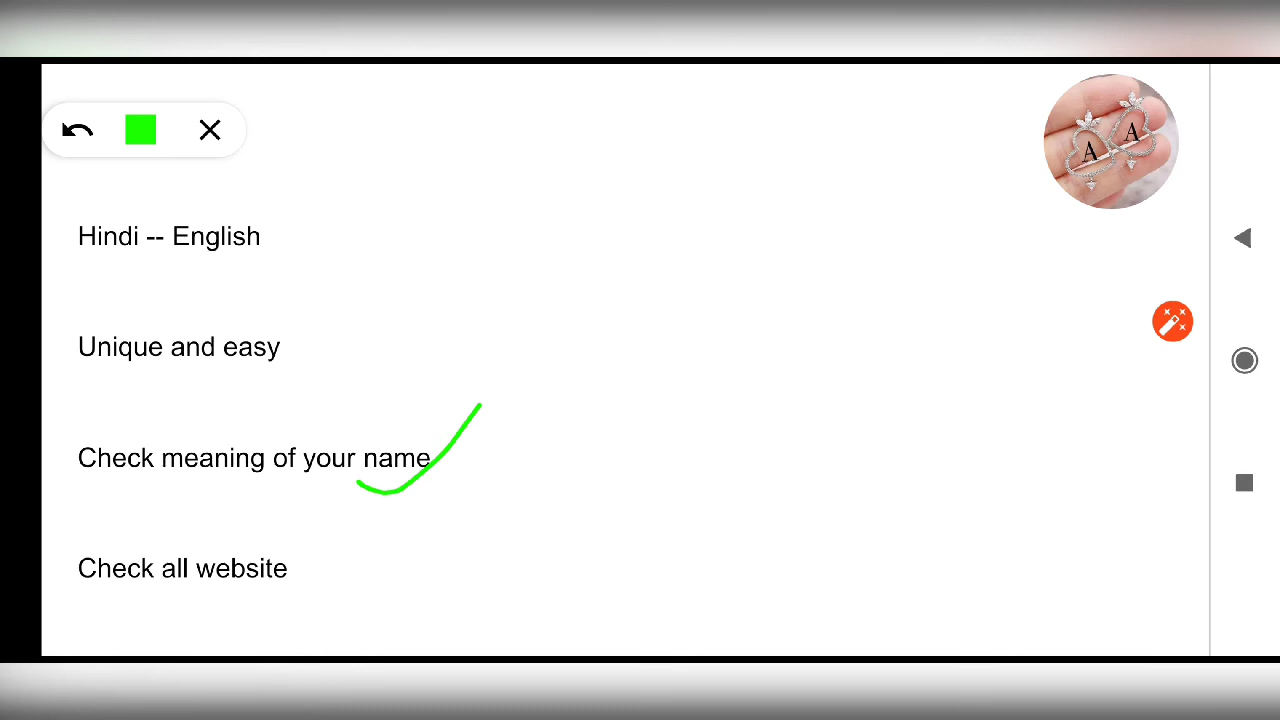 A A
Hindi -- English
Unique and easy
Check meaning of your name
Check all website